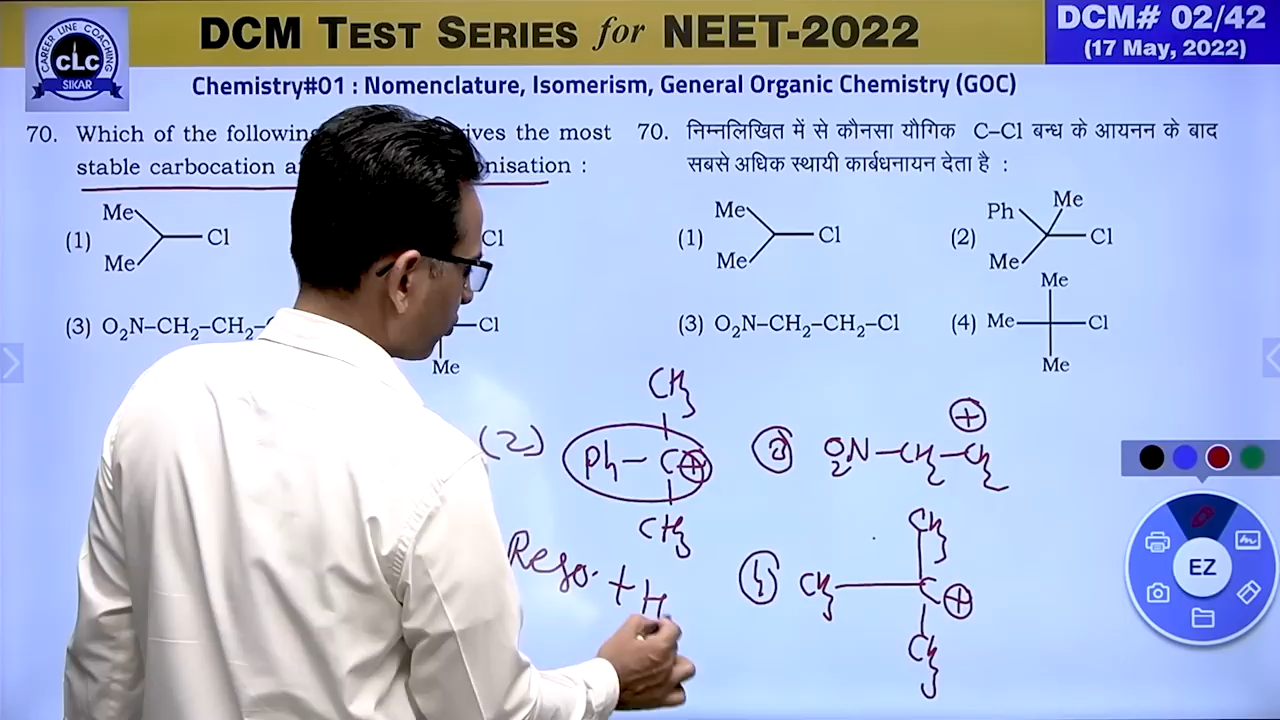 CAREER LINE COACHING
CLC
SIKAR
DCM TEST SERIES for NEET-2022
DCM# 02/42
(17 May, 2022)
Chemistry#01 : Nomenclature, Isomerism, General Organic Chemistry (GOC)
70. Which of the following ives the most
stable carbocation a nisation :
(1) Me Me Cl
Cl
(3) O₂N–CH₂–CH₂–
Cl
Me
70. निम्नलिखित में से कौनसा यौगिक C–Cl बन्ध के आयनन के बाद
सबसे अधिक स्थायी कार्बधनायन देता है :
(1) Me Me Cl
(2) Ph Me Me Cl
(3) O₂N–CH₂–CH₂–Cl
(4) Me Me Me Cl
(2) CH₃ Ph–C⊕ CH₃
Reso. + H
③ O₂N–CH₂–CH₂ ⊕
④ CH₃ CH₃ C⊕ CH₃
EZ